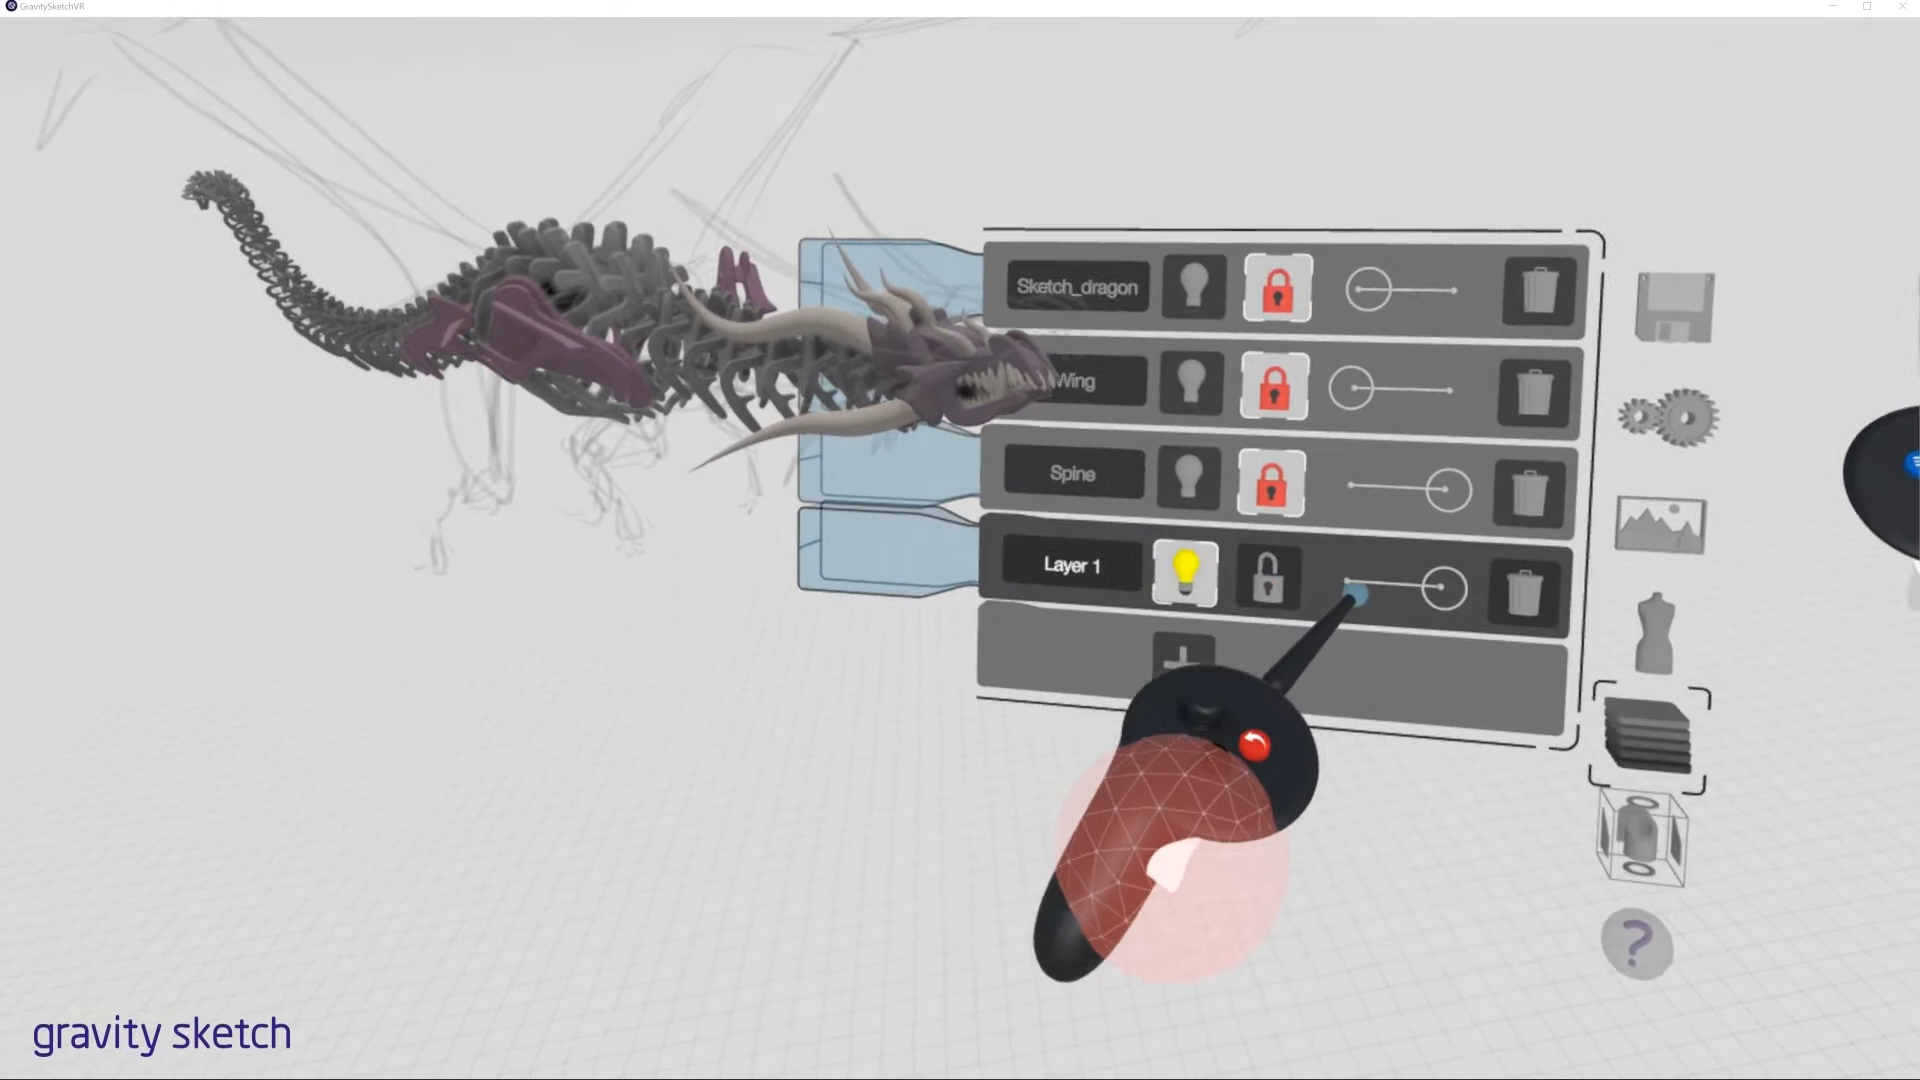 GravitySketchVR
Sketch_dragon
Wing
Spine
Layer 1
?
gravity sketch